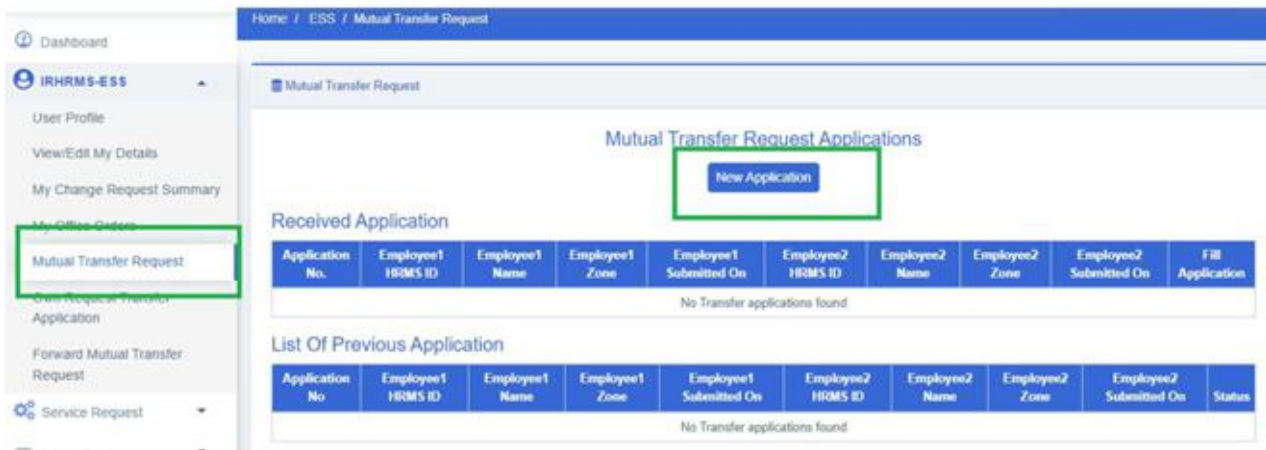 Home / ESS / Mutual Transfer Request
Dashboard
IRHRMS-ESS
User Profile
View/Edit My Details
My Change Request Summary
My Office Orders
Mutual Transfer Request
Own Request Transfer
Application
Forward Mutual Transfer
Request
Service Request
Mutual Transfer Request
Mutual Transfer Request Applications
New Application
Received Application
Application No. Employee1 HRMS ID Employee1 Name Employee1 Zone Employee1 Submitted On Employee2 HRMS ID Employee2 Name Employee2 Zone Employee2 Submitted On Fill Application
No Transfer applications found
List Of Previous Application
Application No Employee1 HRMS ID Employee1 Name Employee1 Zone Employee1 Submitted On Employee2 HRMS ID Employee2 Name Employee2 Zone Employee2 Submitted On Status
No Transfer applications found